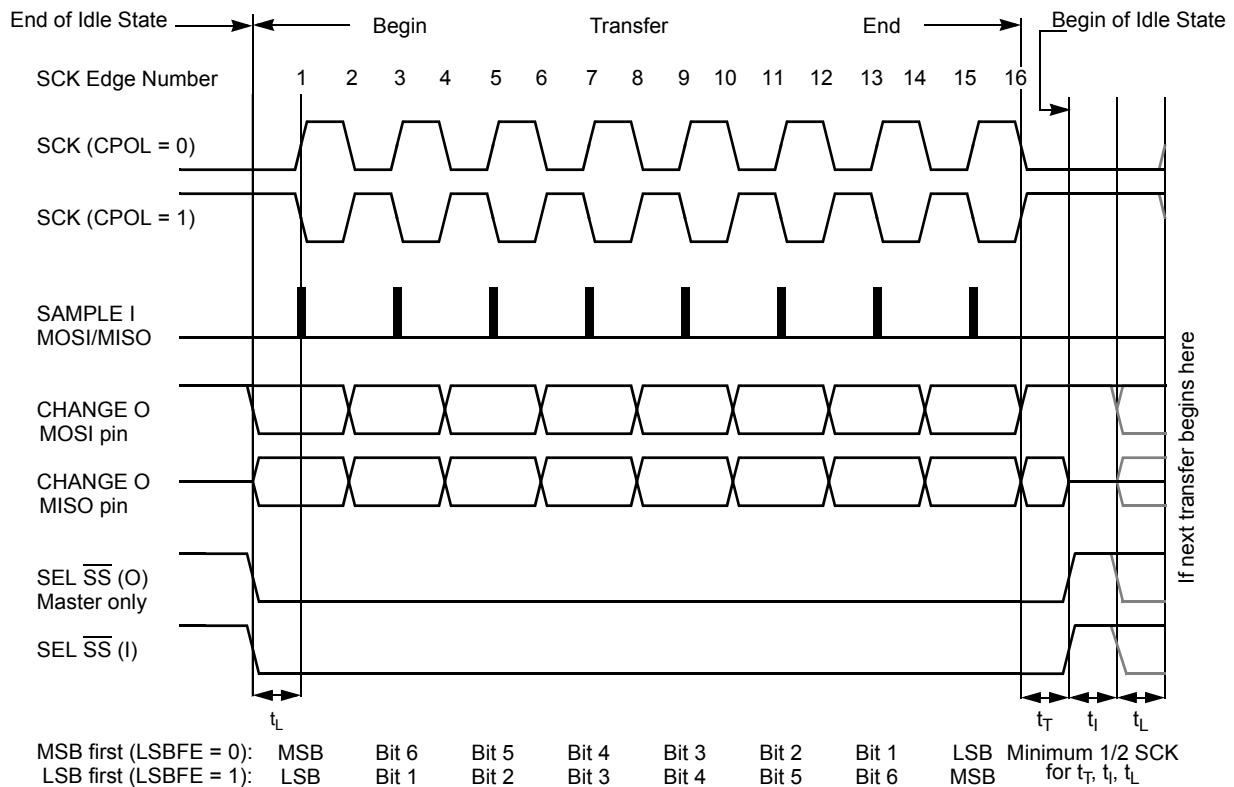 End of Idle State
Begin
Transfer
End
Begin of Idle State
SCK Edge Number
1 2 3 4 5 6 7 8 9 10 11 12 13 14 15 16
SCK (CPOL = 0)
SCK (CPOL = 1)
SAMPLE I
MOSI/MISO
CHANGE O
MOSI pin
CHANGE O
MISO pin
SEL SS (O)
Master only
SEL SS (I)
If next transfer begins here
tL
tT
tI
tL
MSB first (LSBFE = 0): MSB Bit 6 Bit 5 Bit 4 Bit 3 Bit 2 Bit 1 LSB
LSB first (LSBFE = 1): LSB Bit 1 Bit 2 Bit 3 Bit 4 Bit 5 Bit 6 MSB
Minimum 1/2 SCK
for tT, tI, tL